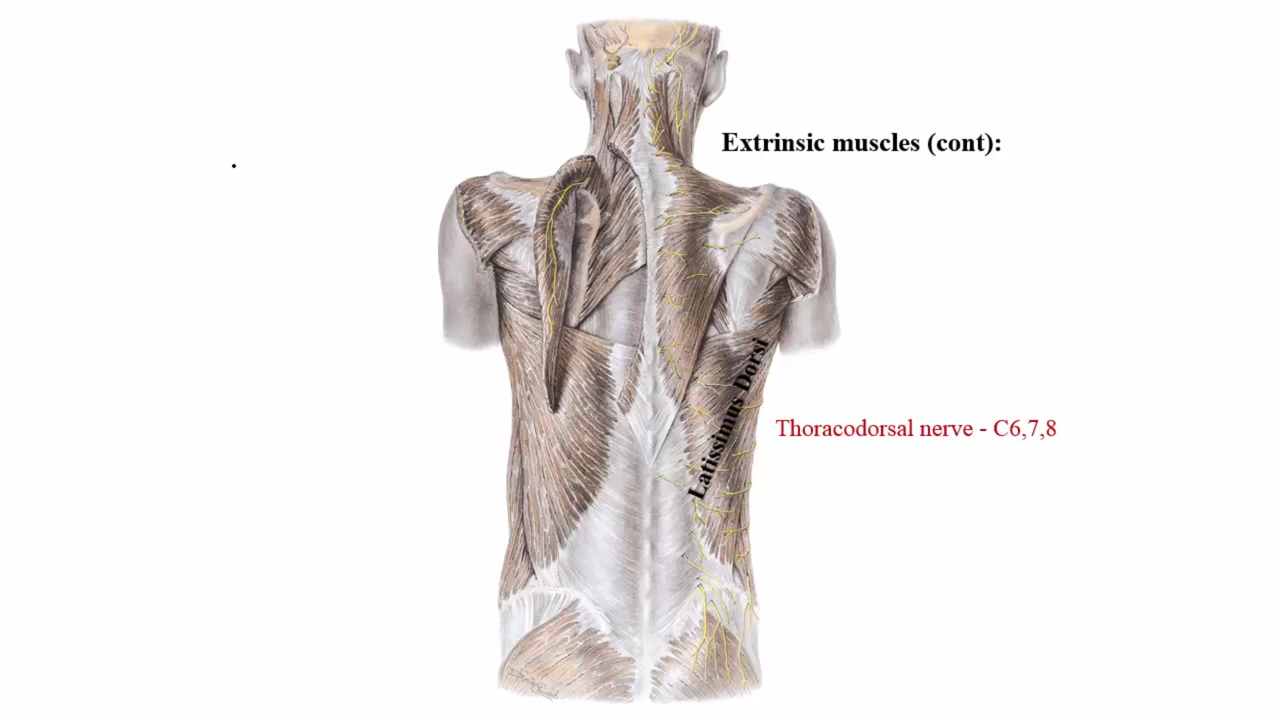 Extrinsic muscles (cont):
Latissimus Dorsi
Thoracodorsal nerve - C6,7,8